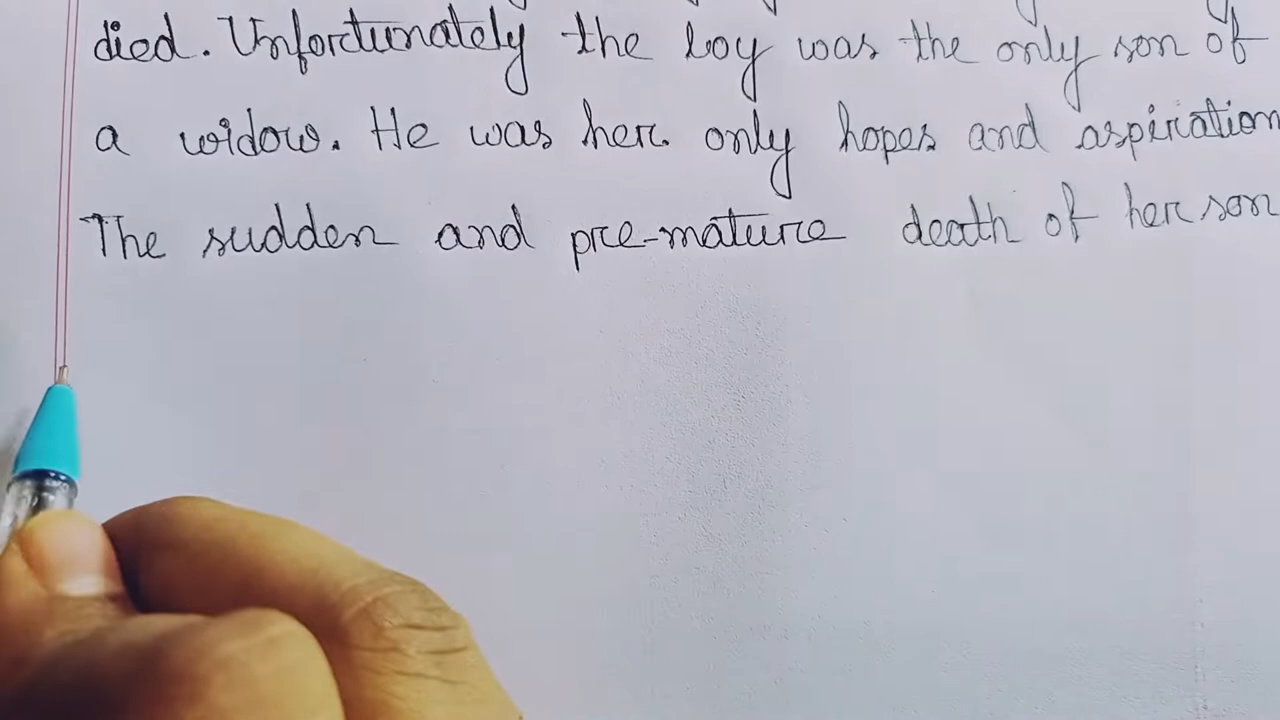 died. Unfortunately the boy was the only son of
a widow. He was her only hopes and aspiration
The sudden and pre-mature death of her son